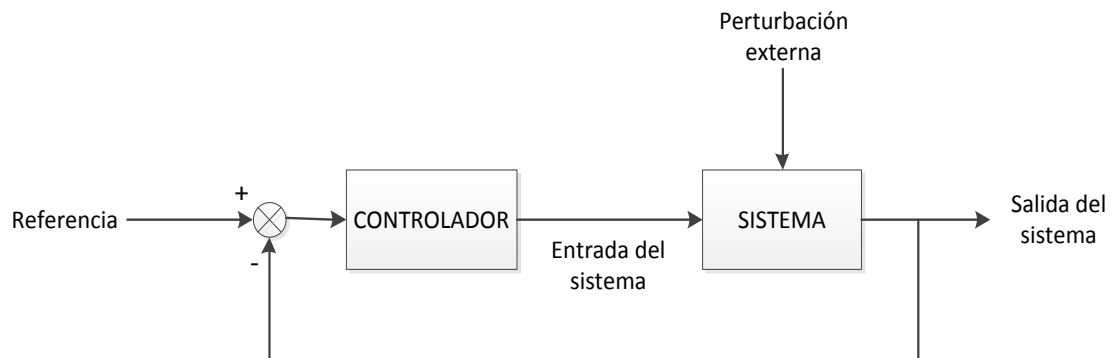 Perturbación
externa
+
Referencia
-
CONTROLADOR
Entrada del
sistema
SISTEMA
Salida del
sistema